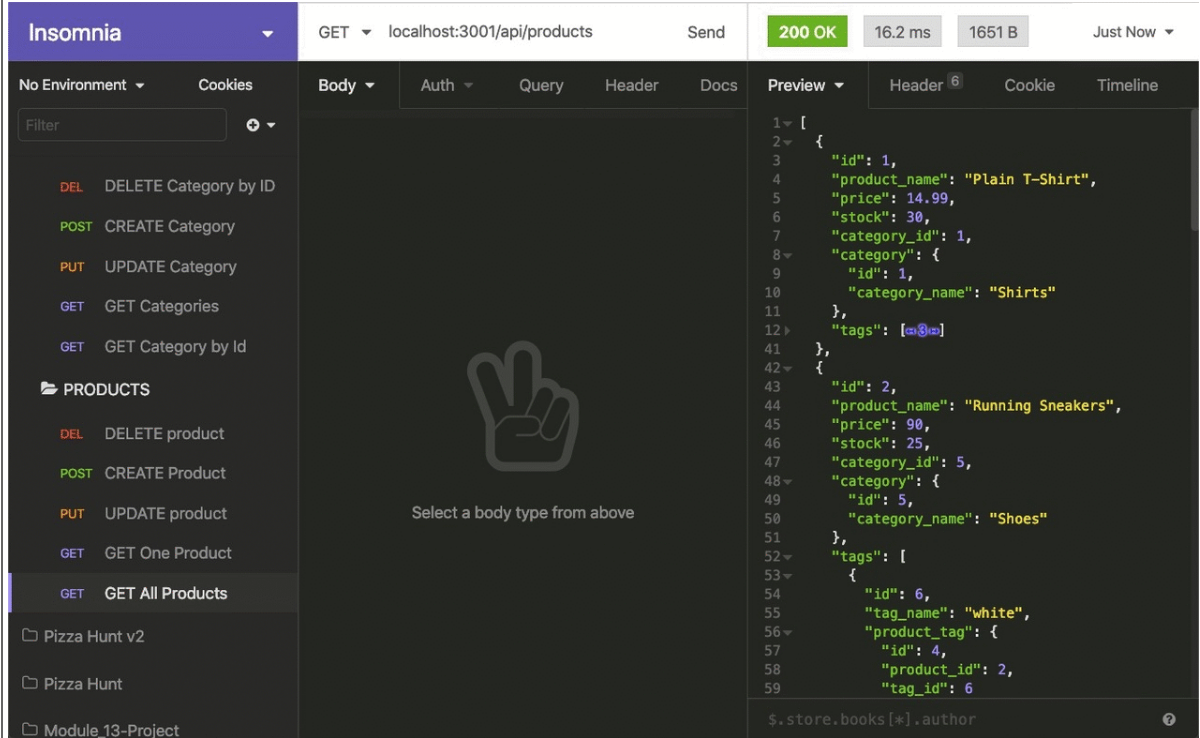 Insomnia
GET localhost:3001/api/products Send
200 OK 16.2 ms 1651 B Just Now
No Environment Cookies
Body Auth Query Header Docs
Preview Header 6 Cookie Timeline
Filter
DEL DELETE Category by ID
POST CREATE Category
PUT UPDATE Category
GET GET Categories
GET GET Category by Id
PRODUCTS
DEL DELETE product
POST CREATE Product
PUT UPDATE product
GET GET One Product
GET GET All Products
Pizza Hunt v2
Pizza Hunt
Module_13-Project
Select a body type from above
1 [
2 {
3 "id": 1,
4 "product_name": "Plain T-Shirt",
5 "price": 14.99,
6 "stock": 30,
7 "category_id": 1,
8 "category": {
9 "id": 1,
10 "category_name": "Shirts"
11 },
12 "tags": [↔3↔]
41 },
42 {
43 "id": 2,
44 "product_name": "Running Sneakers",
45 "price": 90,
46 "stock": 25,
47 "category_id": 5,
48 "category": {
49 "id": 5,
50 "category_name": "Shoes"
51 },
52 "tags": [
53 {
54 "id": 6,
55 "tag_name": "white",
56 "product_tag": {
57 "id": 4,
58 "product_id": 2,
59 "tag_id": 6
$.store.books[*].author